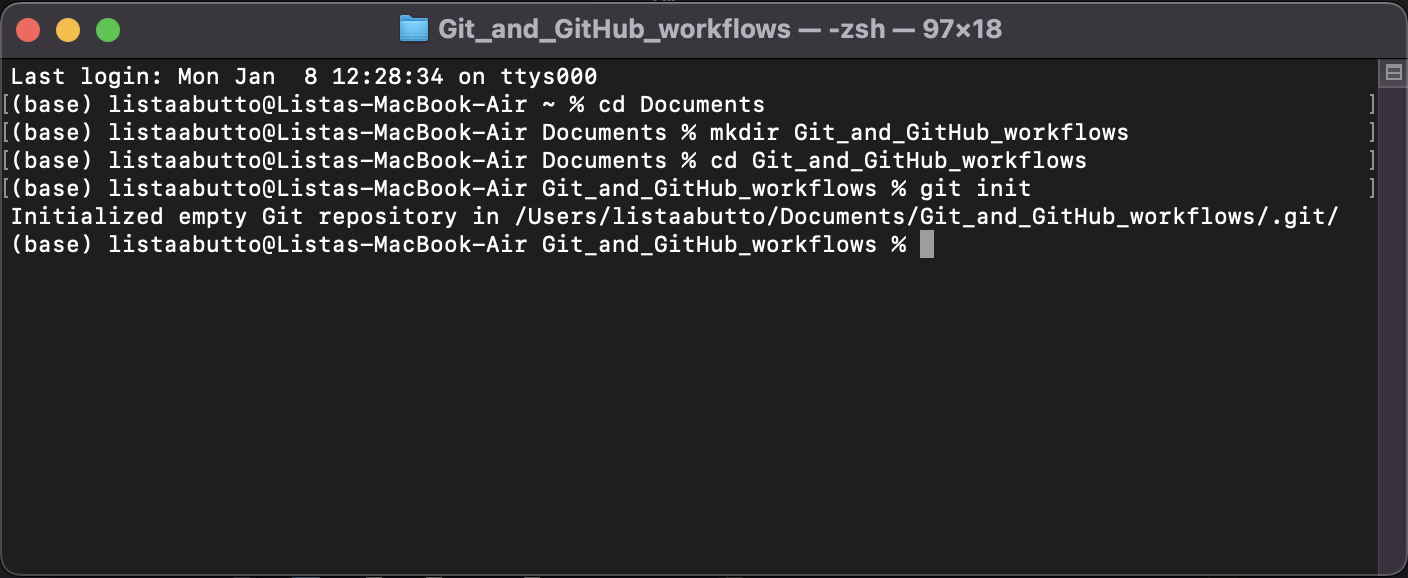 Git_and_GitHub_workflows — -zsh — 97×18
Last login: Mon Jan  8 12:28:34 on ttys000
[(base) listaabutto@Listas-MacBook-Air ~ % cd Documents ]
[(base) listaabutto@Listas-MacBook-Air Documents % mkdir Git_and_GitHub_workflows ]
[(base) listaabutto@Listas-MacBook-Air Documents % cd Git_and_GitHub_workflows ]
[(base) listaabutto@Listas-MacBook-Air Git_and_GitHub_workflows % git init ]
Initialized empty Git repository in /Users/listaabutto/Documents/Git_and_GitHub_workflows/.git/
(base) listaabutto@Listas-MacBook-Air Git_and_GitHub_workflows %